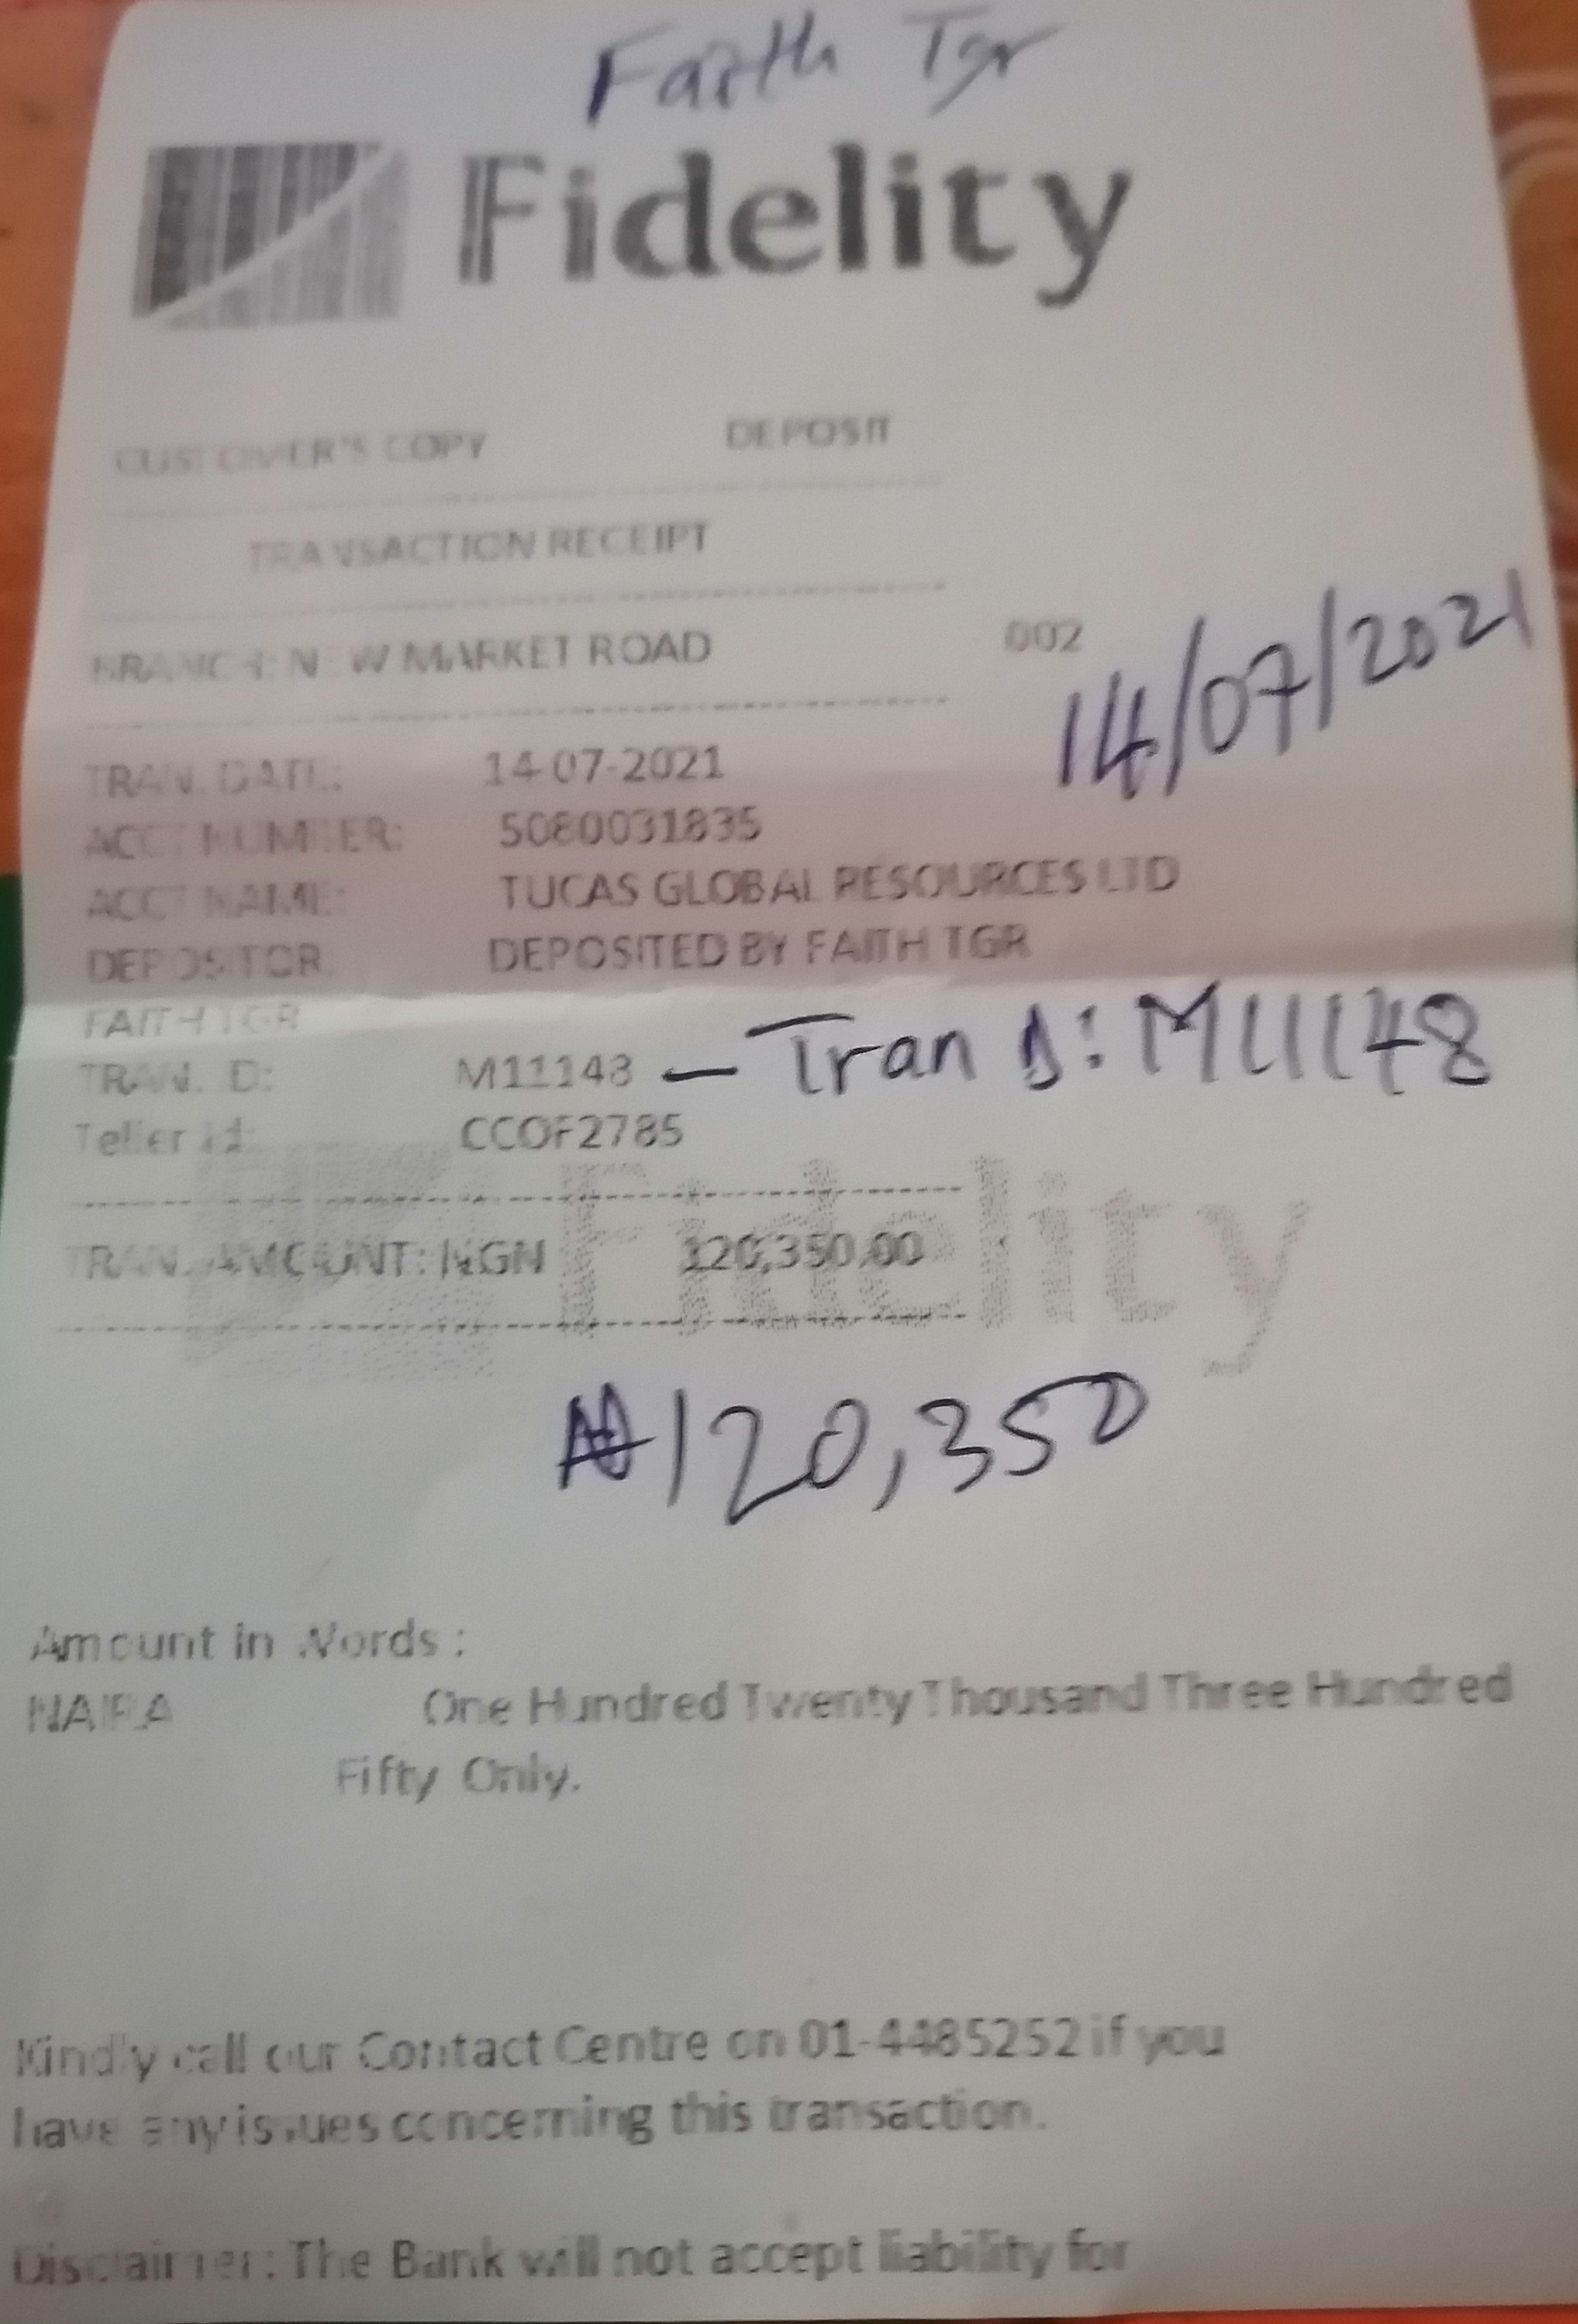 Faith Tgr
Fidelity
CUSTOMER'S COPY DEPOSIT
TRANSACTION RECEIPT
BRANCH: NEW MARKET ROAD 002
14/07/2021
TRAN. DATE: 14-07-2021
ACCT NUMBER: 5080031835
ACCT NAME: TUCAS GLOBAL RESOURCES LTD
DEPOSITOR DEPOSITED BY FAITH TGR
FAITH TGR
TRAN. ID: M11148 — Tran ID: M11148
Teller id: CCOF2785
Fidelity
TRAN. AMOUNT: NGN 120,350.00
₦120,350
Amount in Words :
NAIRA One Hundred Twenty Thousand Three Hundred
Fifty Only.
Kindly call our Contact Centre on 01-4485252 if you
have any issues concerning this transaction.
Disclaimer: The Bank will not accept liability for